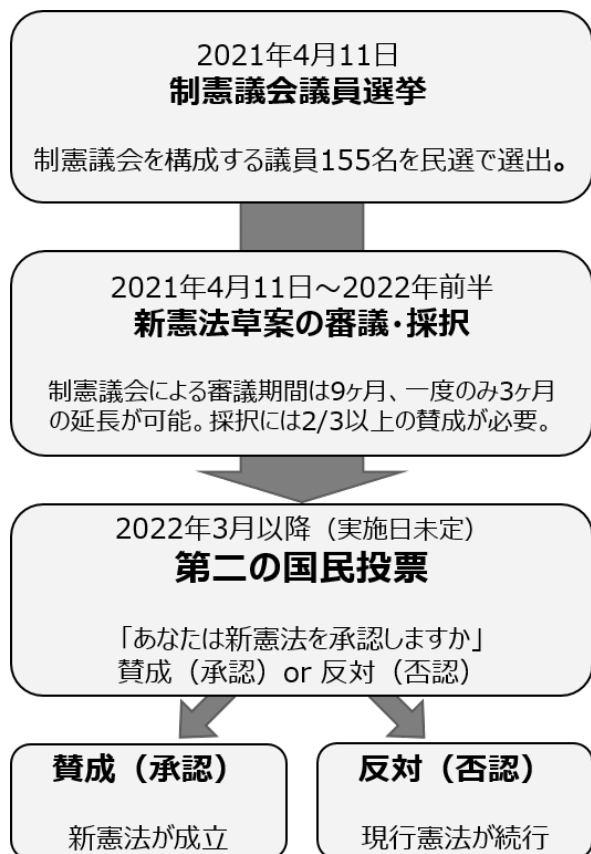 2021年4月11日
制憲議会議員選挙
制憲議会を構成する議員155名を民選で選出。
2021年4月11日～2022年前半
新憲法草案の審議・採択
制憲議会による審議期間は9ヶ月、一度のみ3ヶ月
の延長が可能。採択には2/3以上の賛成が必要。
2022年3月以降（実施日未定）
第二の国民投票
「あなたは新憲法を承認しますか」
賛成（承認）or 反対（否認）
賛成（承認）
新憲法が成立
反対（否認）
現行憲法が続行